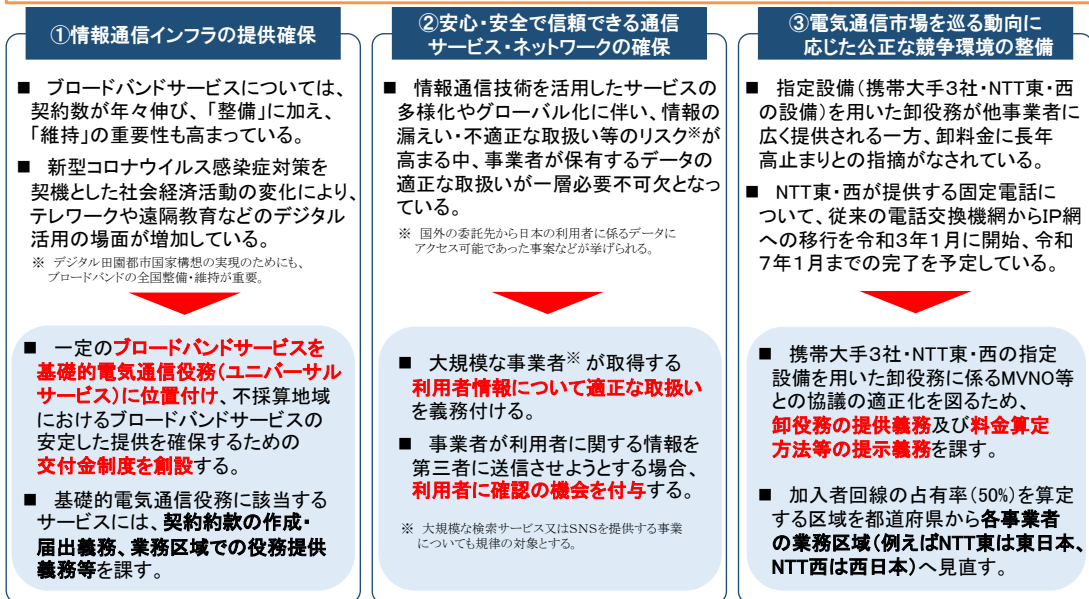 ①情報通信インフラの提供確保
■ ブロードバンドサービスについては、
契約数が年々伸び、「整備」に加え、
「維持」の重要性も高まっている。
■ 新型コロナウイルス感染症対策を
契機とした社会経済活動の変化により、
テレワークや遠隔教育などのデジタル
活用の場面が増加している。
※ デジタル田園都市国家構想の実現のためにも、
ブロードバンドの全国整備・維持が重要。
■ 一定のブロードバンドサービスを
基礎的電気通信役務(ユニバーサル
サービス)に位置付け、不採算地域
におけるブロードバンドサービスの
安定した提供を確保するための
交付金制度を創設する。
■ 基礎的電気通信役務に該当する
サービスには、契約約款の作成・
届出義務、業務区域での役務提供
義務等を課す。
②安心・安全で信頼できる通信
サービス・ネットワークの確保
■ 情報通信技術を活用したサービスの
多様化やグローバル化に伴い、情報の
漏えい・不適正な取扱い等のリスク※が
高まる中、事業者が保有するデータの
適正な取扱いが一層必要不可欠となっ
ている。
※ 国外の委託先から日本の利用者に係るデータに
アクセス可能であった事案などが挙げられる。
■ 大規模な事業者※ が取得する
利用者情報について適正な取扱い
を義務付ける。
■ 事業者が利用者に関する情報を
第三者に送信させようとする場合、
利用者に確認の機会を付与する。
※ 大規模な検索サービス又はSNSを提供する事業
についても規律の対象とする。
③電気通信市場を巡る動向に
応じた公正な競争環境の整備
■ 指定設備(携帯大手3社・NTT東・西
の設備)を用いた卸役務が他事業者に
広く提供される一方、卸料金に長年
高止まりとの指摘がなされている。
■ NTT東・西が提供する固定電話に
ついて、従来の電話交換機網からIP網
への移行を令和3年1月に開始、令和
7年1月までの完了を予定している。
■ 携帯大手3社・NTT東・西の指定
設備を用いた卸役務に係るMVNO等
との協議の適正化を図るため、
卸役務の提供義務及び料金算定
方法等の提示義務を課す。
■ 加入者回線の占有率(50%)を算定
する区域を都道府県から各事業者
の業務区域(例えばNTT東は東日本、
NTT西は西日本)へ見直す。